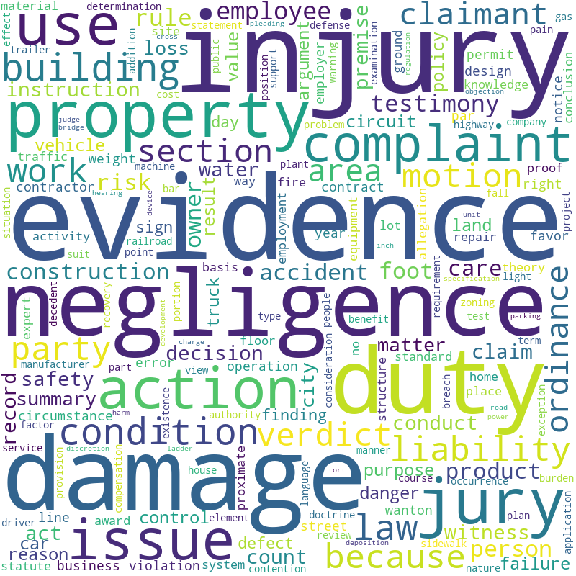 material determination employee claimant gas
effect use rule statement defense injury premise pain
trailer loss value argument employer warning examination ground regulation permit
building site public position support policy design knowledge conclusion
instruction cost testimony notice
judge bridge property day problem circuit par highway company objection
traffic weight section complaint proof
vehicle machine water area motion right
work contractor risk bar plant way fire contract lot fall
situation activity sign owner result employment year land repair favor project
railroad suit point evidence equipment allegation unit
construction basis accident foot care theory light
expert decedent recovery portion truck type benefit zoning test parking
negligence requirement specification ordinance
manufacturer party part error decision floor view operation city consideration people no matter standard claim term
record safety summary action structure breach home place exception road power
circumstance finding duty conduct
factor harm existence authority manner
service condition verdict liability burden
provision discretion compensation ladder house proximate language purpose product
damage doctrine danger course occurrence plan
driver line award control element street review wanton witness application
act car defect law sidewalk person
reason issue count because failure
statute business violation system contention deposition jury nature